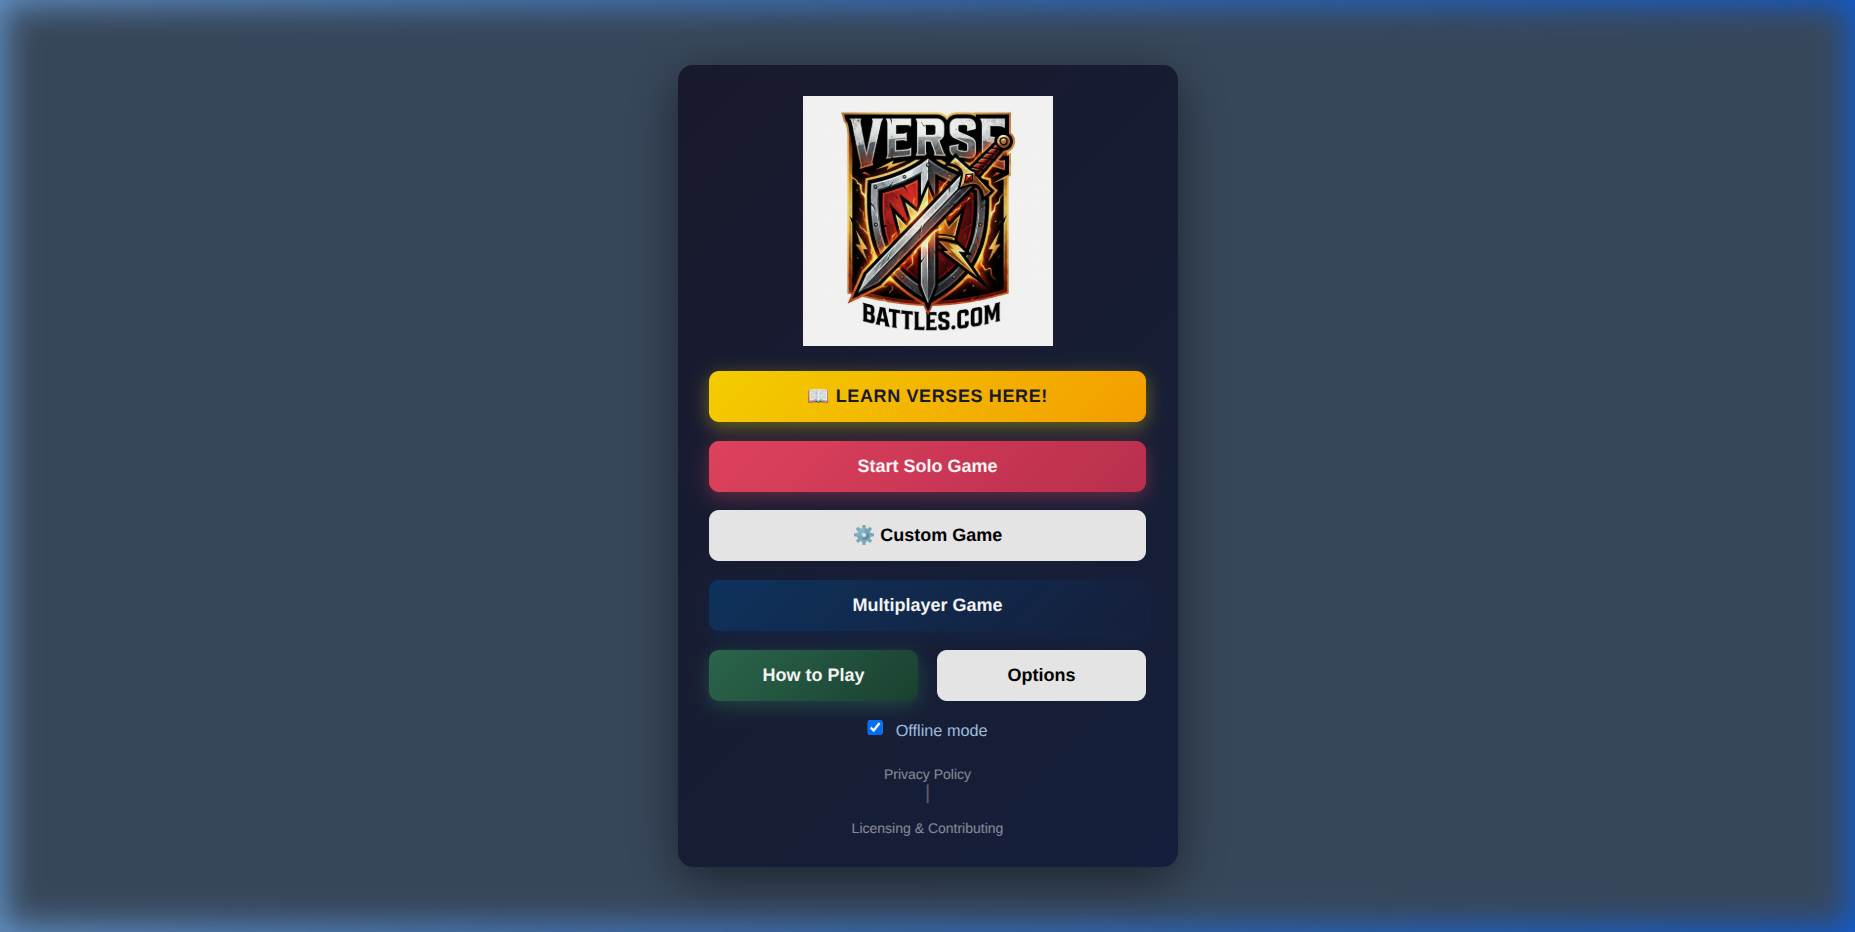 VERSE
BATTLES.COM
📖 LEARN VERSES HERE!
Start Solo Game
⚙️ Custom Game
Multiplayer Game
How to Play
Options
Offline mode
Privacy Policy
|
Licensing & Contributing